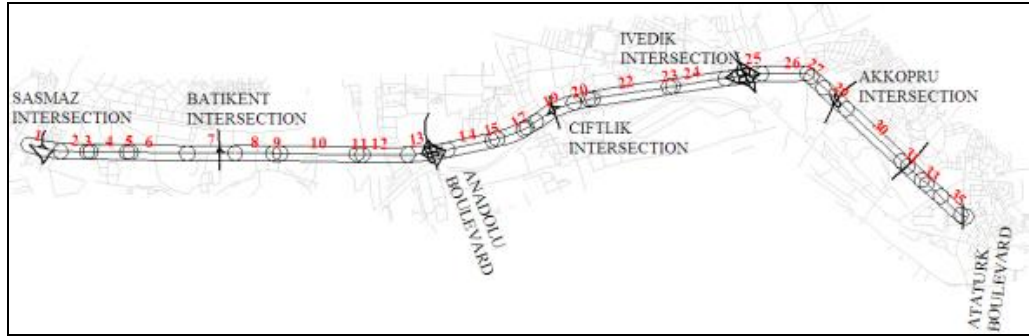 IVEDIK
INTERSECTION
25
26
27
22
23
24
AKKOPRU
INTERSECTION
SASMAZ
INTERSECTION
BATIKENT
INTERSECTION
19
20
CIFTLIK
INTERSECTION
30
1
2
3
4
5
6
7
8
9
10
11
12
13
14
15
17
33
35
ANADOLU
BOULEVARD
ATATURK
BOULEVARD